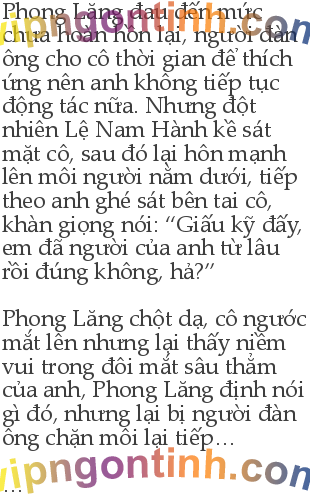 Phong Lăng đau đến mức
vipngontinh.com
chưa hoàn hồn lại, người đàn
ông cho cô thời gian để thích
ứng nên anh không tiếp tục
động tác nữa. Nhưng đột
nhiên Lệ Nam Hành kề sát
mặt cô, sau đó lại hôn mạnh
lên môi người nằm dưới, tiếp
theo anh ghé sát bên tai cô,
khàn giọng nói: “Giấu kỹ đấy,
em đã người của anh từ lâu
rồi đúng không, hả?”
Phong Lăng chột dạ, cô ngước
mắt lên nhưng lại thấy niềm
vui trong đôi mắt sâu thẳm
của anh, Phong Lăng định nói
gì đó, nhưng lại bị người đàn
ông chặn môi lại tiếp…
vipngontinh.com
…